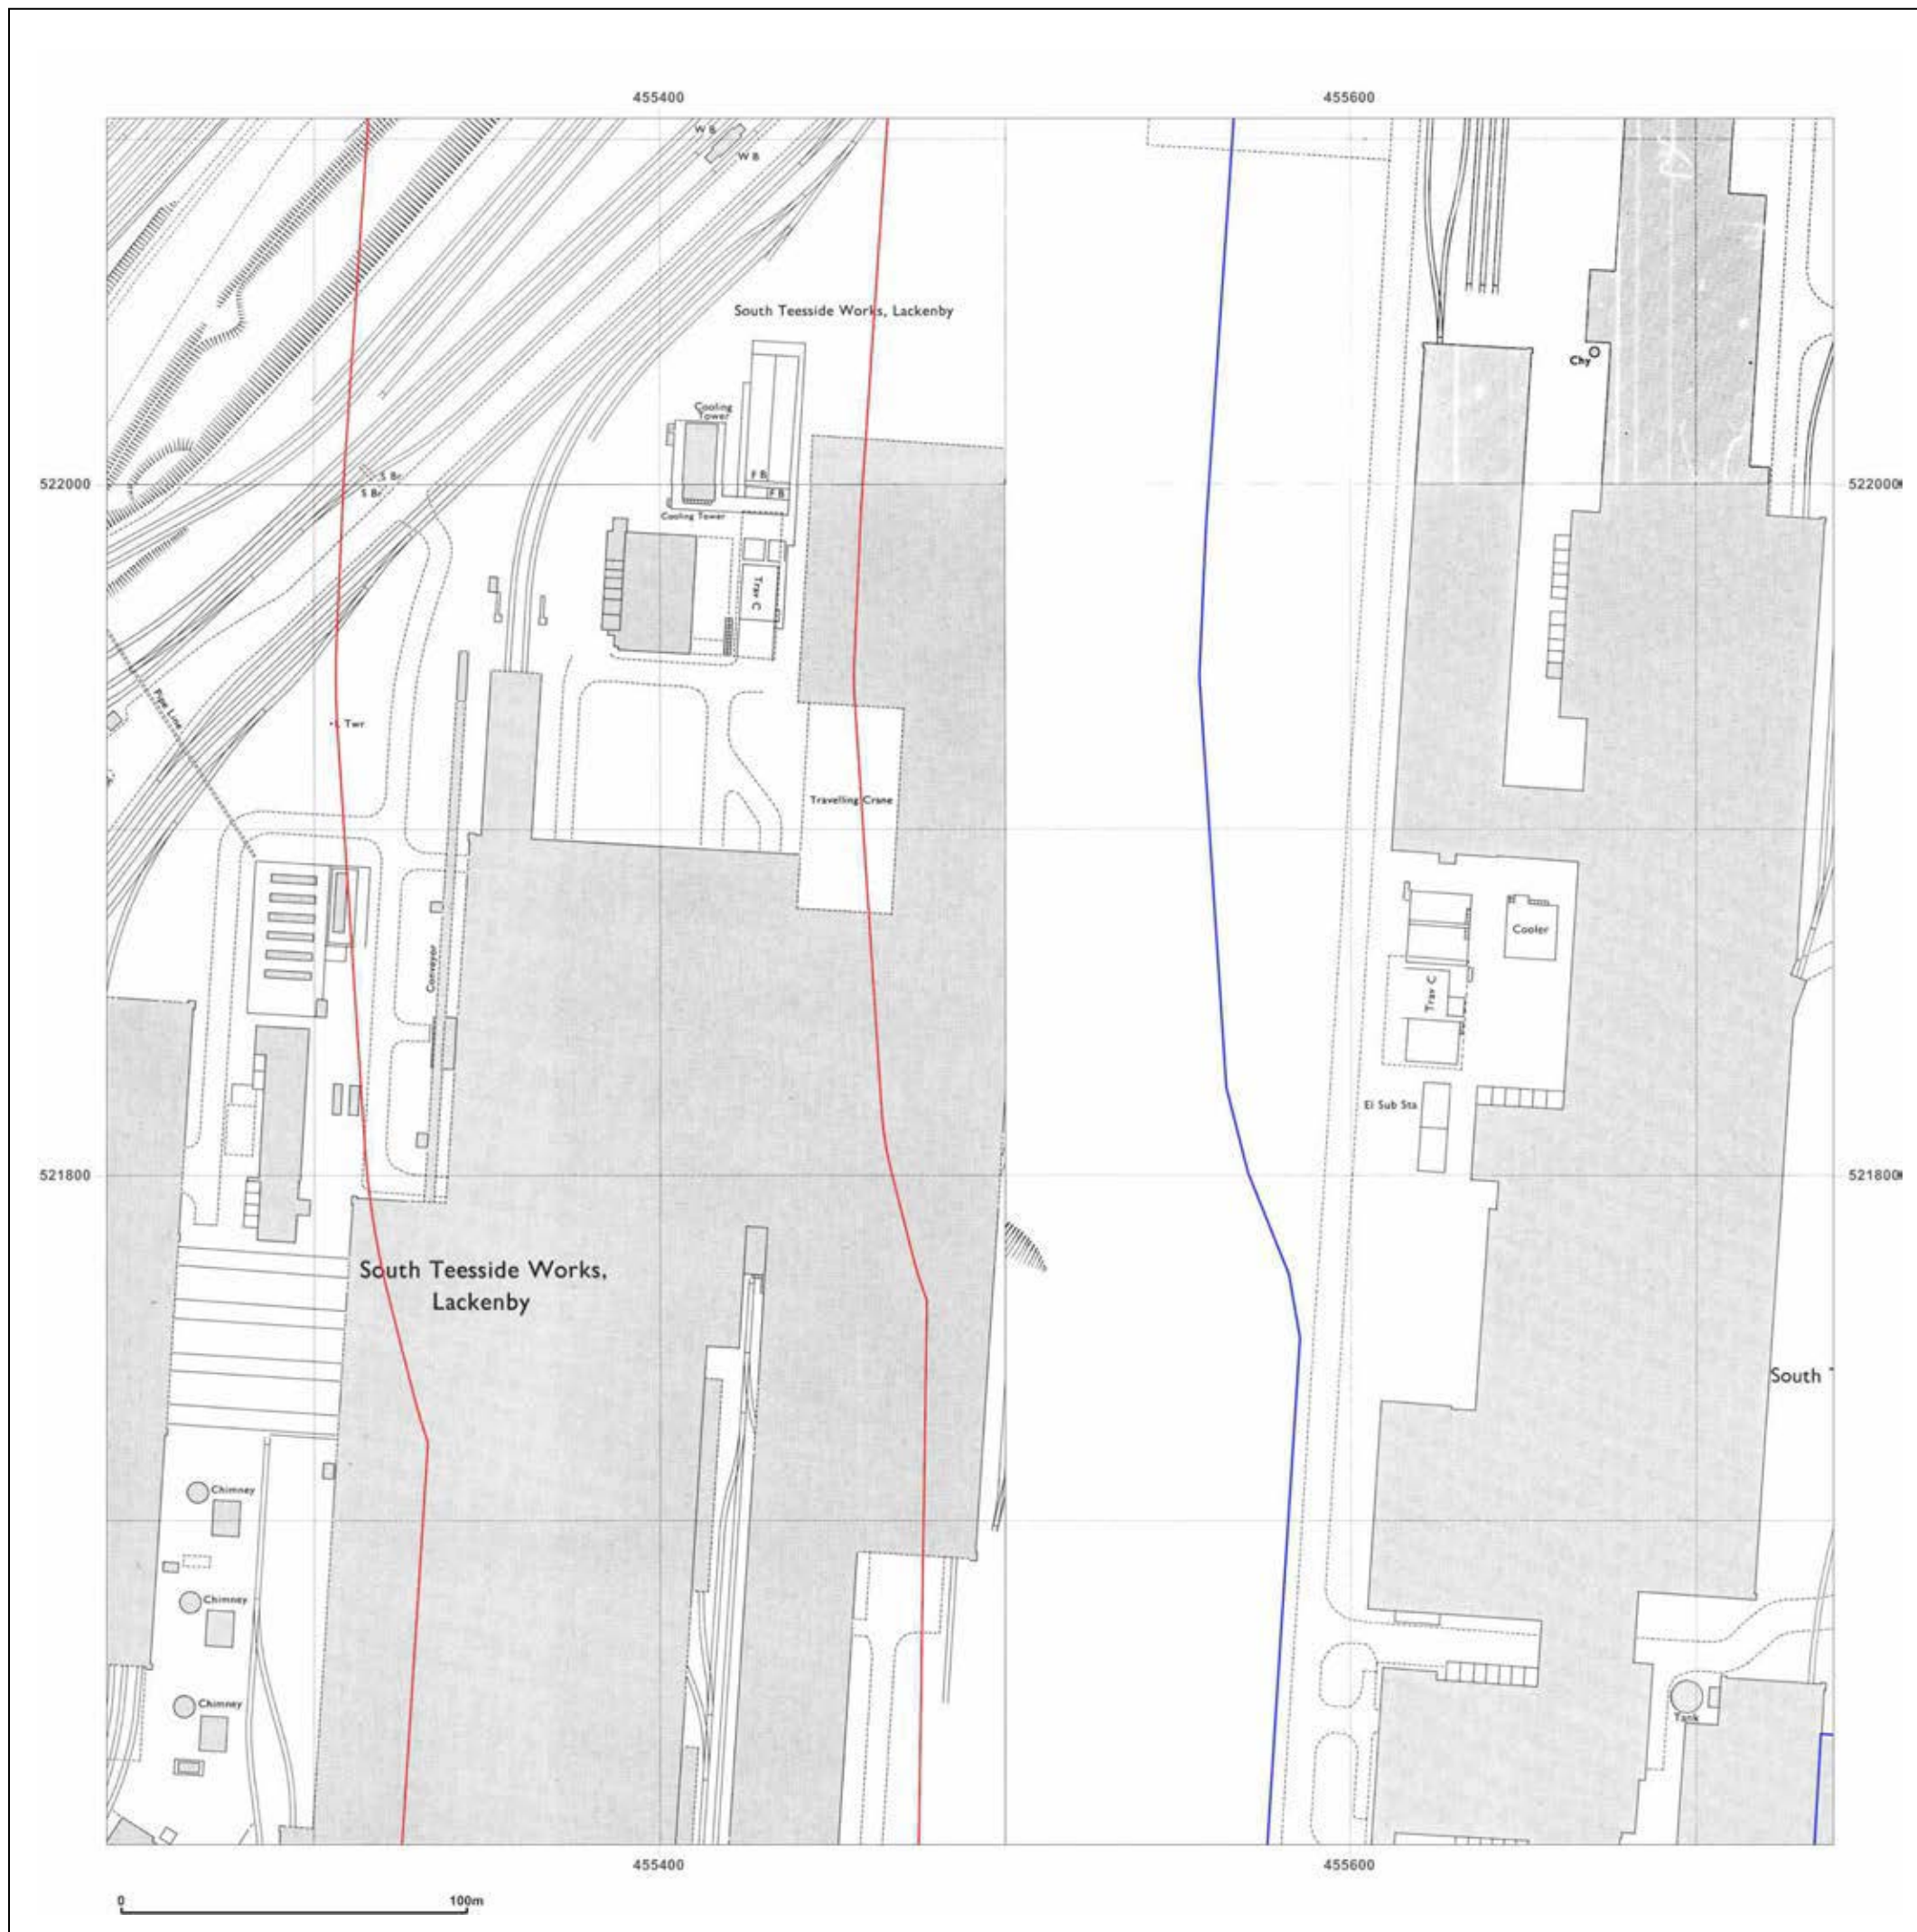 455400
455600
W B
W B
South Teesside Works, Lackenby
Chy
Cooling
Tower
F B
F B
522000
522000
S Br
S Br
Cooling Tower
Trav C
Pipe Line
L Twr
Travelling Crane
Cooler
Conveyor
Trav C
El Sub Sta
521800
521800
South Teesside Works,
Lackenby
South
Chimney
Chimney
Chimney
Tank
455400
455600
0
100m